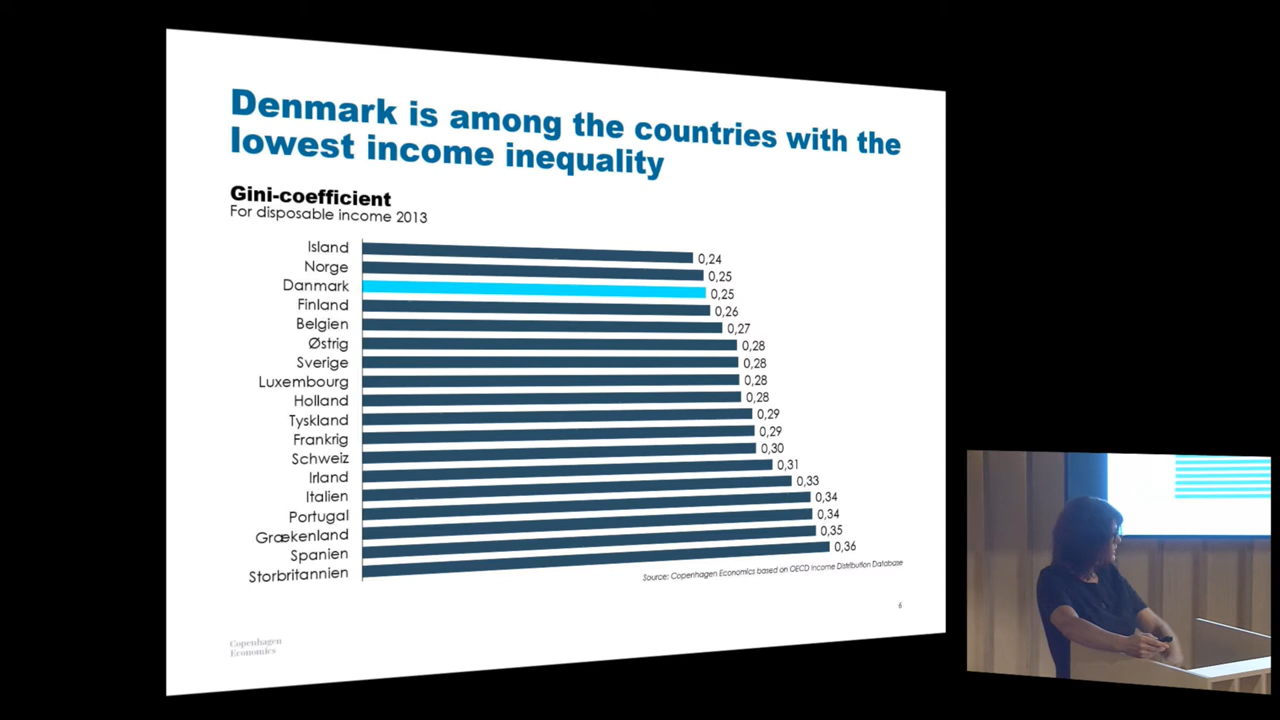 Denmark is among the countries with the
lowest income inequality
Gini-coefficient
For disposable income 2013
Island 0,24
Norge 0,25
Danmark 0,25
Finland 0,26
Belgien 0,27
Østrig 0,28
Sverige 0,28
Luxembourg 0,28
Holland 0,28
Tyskland 0,29
Frankrig 0,29
Schweiz 0,30
Irland 0,31
Italien 0,33
Portugal 0,34
Grækenland 0,34
Spanien 0,35
Storbritannien 0,36
Source: Copenhagen Economics based on OECD Income Distribution Database
6
Copenhagen
Economics